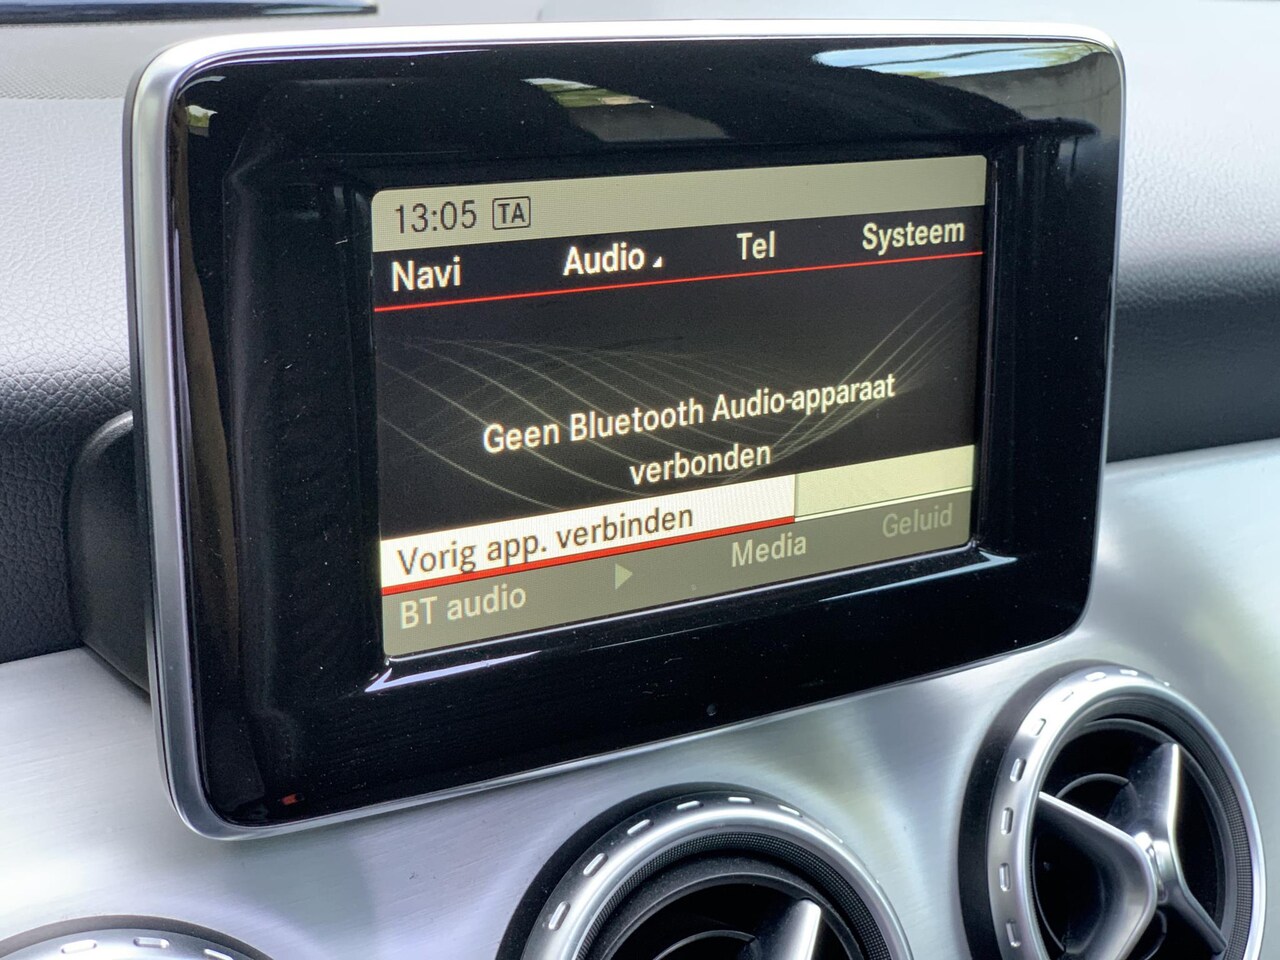 13:05 TA
Navi Audio Tel Systeem
Geen Bluetooth Audio-apparaat
verbonden
Vorig app. verbinden
BT audio Media Geluid